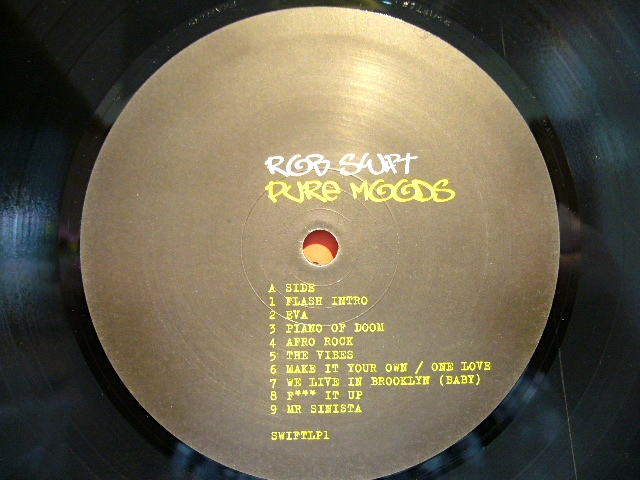 ROB SWIFT
PURE MOODS
A SIDE
1 FLASH INTRO
2 EVA
3 PIANO OF DOOM
4 AFRO ROCK
5 THE VIBES
6 MAKE IT YOUR OWN / ONE LOVE
7 WE LIVE IN BROOKLYN (BABY)
8 F*** IT UP
9 MR SINISTA
SWIFTLP1